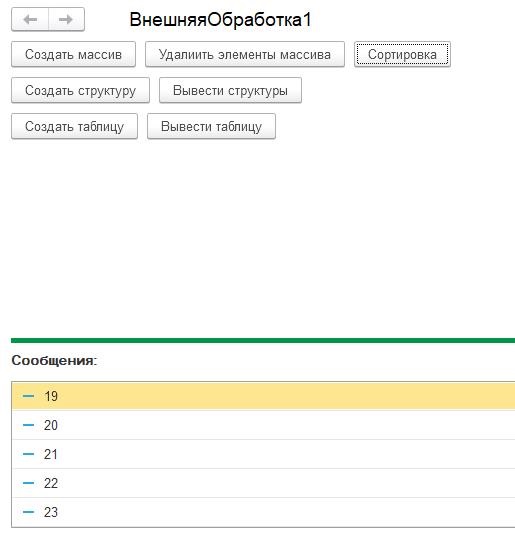 ВнешняяОбработка1
Создать массив Удалиить элементы массива Сортировка
Создать структуру Вывести структуры
Создать таблицу Вывести таблицу
Сообщения:
19
20
21
22
23